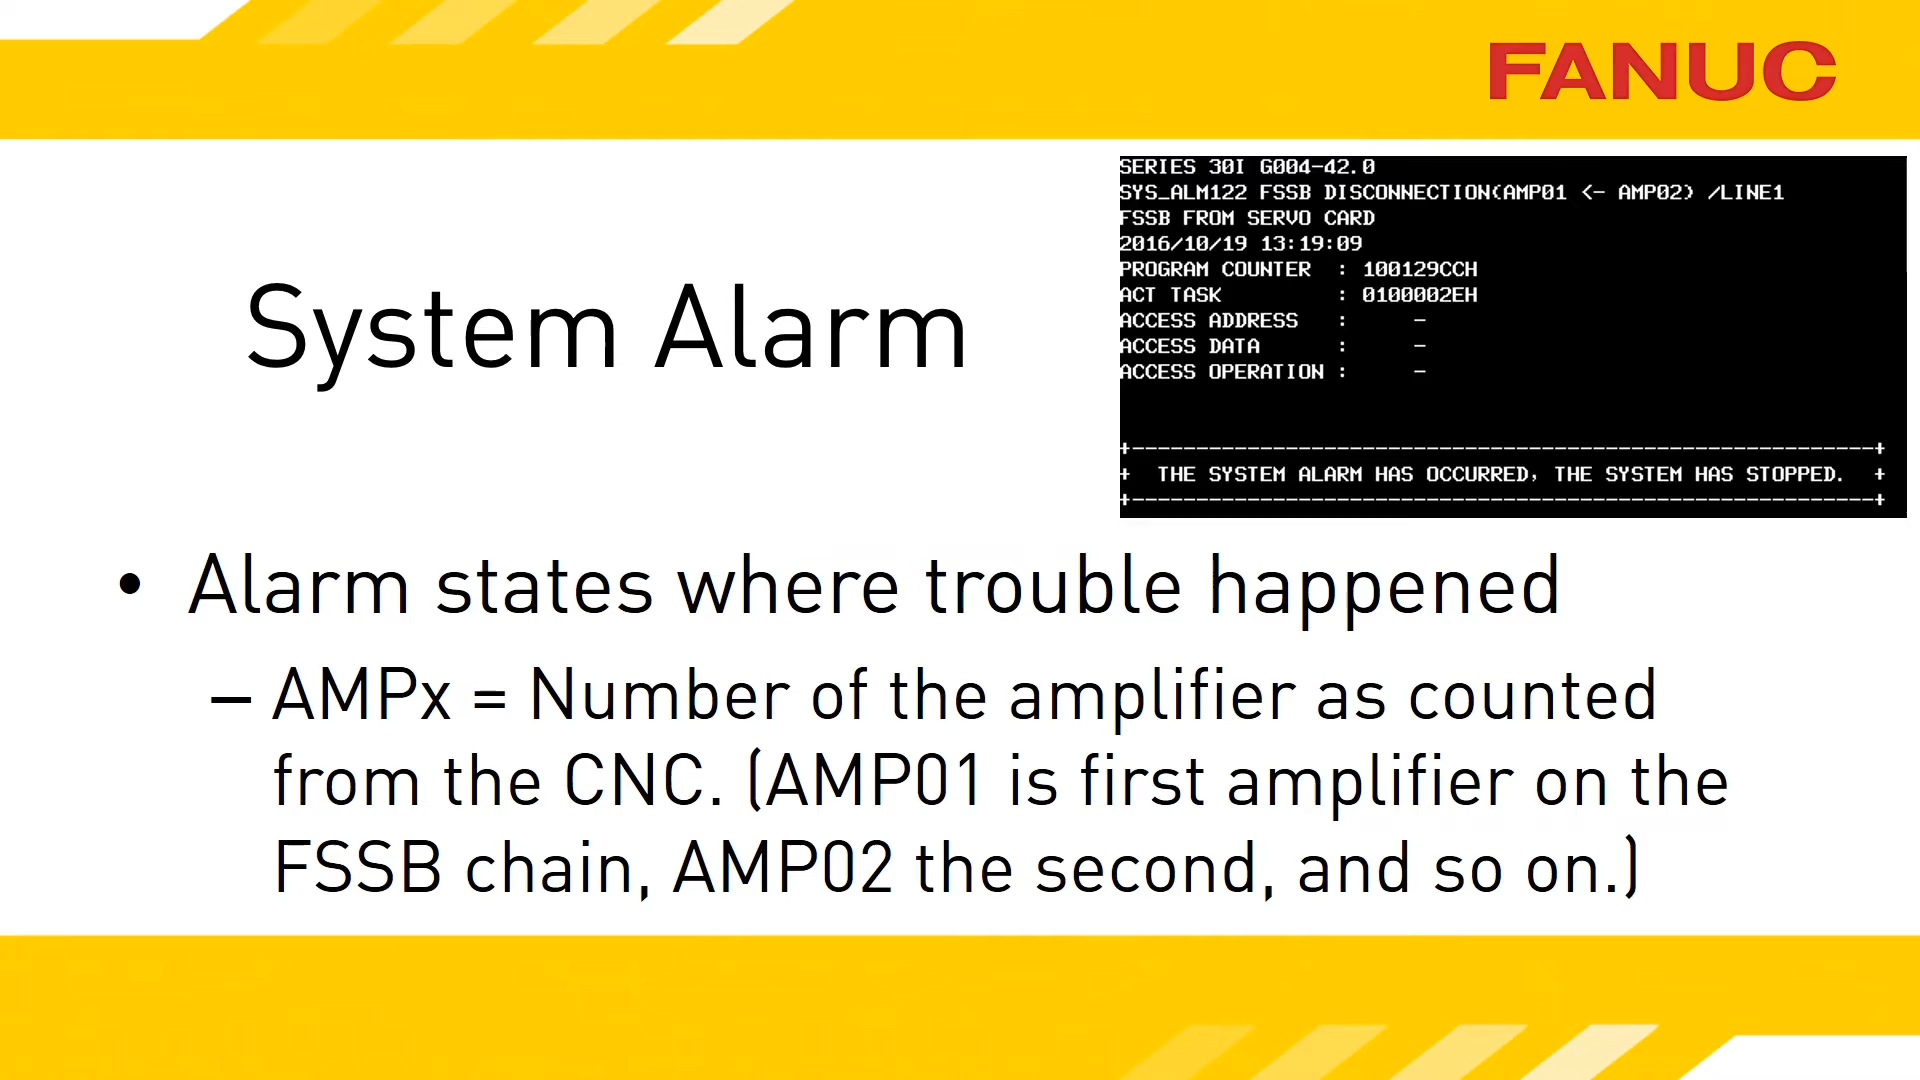 FANUC
SERIES 30I G004-42.0
SYS_ALM122 FSSB DISCONNECTION(AMP01 <- AMP02) /LINE1
FSSB FROM SERVO CARD
2016/10/19 13:19:09
PROGRAM COUNTER : 100129CCH
ACT TASK : 0100002EH
ACCESS ADDRESS : -
ACCESS DATA : -
ACCESS OPERATION : -
+-----------------------------------------------------------+
+ THE SYSTEM ALARM HAS OCCURRED, THE SYSTEM HAS STOPPED. +
+-----------------------------------------------------------+
System Alarm
• Alarm states where trouble happened
– AMPx = Number of the amplifier as counted
from the CNC. (AMP01 is first amplifier on the
FSSB chain, AMP02 the second, and so on.)